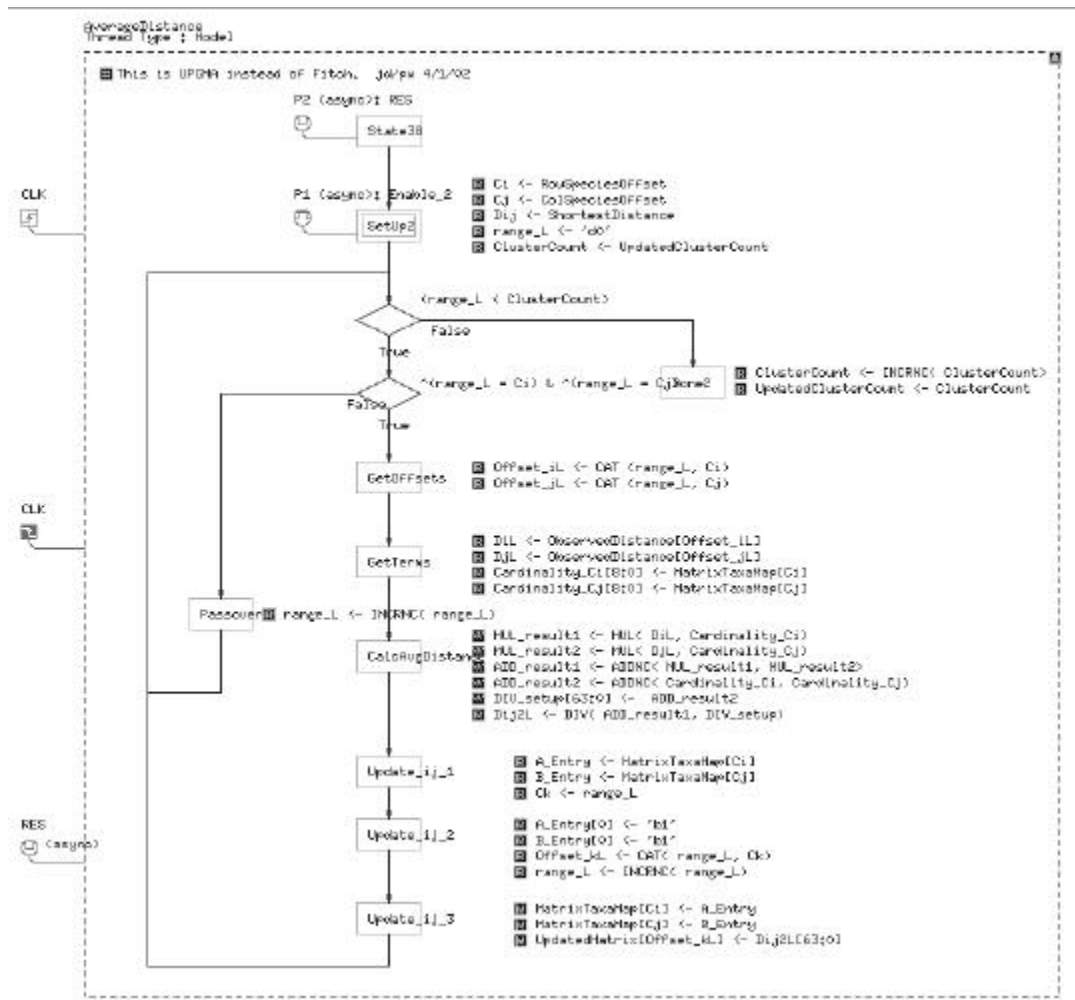 AverageDistance
Thread Type : Model
This is UPGMA instead of Fitch. jd/pw 4/1/02
P2 (async): RES
State38
CLK
P1 (async): Enable_2
SetUp2
Ci <- RowSpeciesOffset
Cj <- ColSpeciesOffset
Dij <- ShortestDistance
range_L <- 'd0'
ClusterCount <- UpdatedClusterCount
(range_L < ClusterCount)
False
True
^(range_L = Ci) & ^(range_L = Cj
Done2
ClusterCount <- INCRNC( ClusterCount)
UpdatedClusterCount <- ClusterCount
False
True
GetOffsets
Offset_iL <- CAT (range_L, Ci)
Offset_jL <- CAT (range_L, Cj)
CLK
GetTerms
DiL <- ObservedDistance[Offset_iL]
DjL <- ObservedDistance[Offset_jL]
Cardinality_Ci[8:0] <- MatrixTaxaMap[Ci]
Cardinality_Cj[8:0] <- MatrixTaxaMap[Cj]
Passover
range_L <- INCRNC( range_L)
CalcAvgDistance
MUL_result1 <- MUL( DiL, Cardinality_Ci)
MUL_result2 <- MUL( DjL, Cardinality_Cj)
ADD_result1 <- ADDNC( MUL_result1, MUL_result2)
ADD_result2 <- ADDNC( Cardinality_Ci, Cardinality_Cj)
DIV_setup[63:0] <- ADD_result2
Dij2L <- DIV( ADD_result1, DIV_setup)
Update_ij_1
A_Entry <- MatrixTaxaMap[Ci]
B_Entry <- MatrixTaxaMap[Cj]
Ck <- range_L
RES
(async)
Update_ij_2
A_Entry[0] <- 'b1'
B_Entry[0] <- 'b1'
Offset_kL <- CAT( range_L, Ck)
range_L <- INCRNC( range_L)
Update_ij_3
MatrixTaxaMap[Ci] <- A_Entry
MatrixTaxaMap[Cj] <- B_Entry
UpdatedMatrix[Offset_kL] <- Dij2L[63:0]